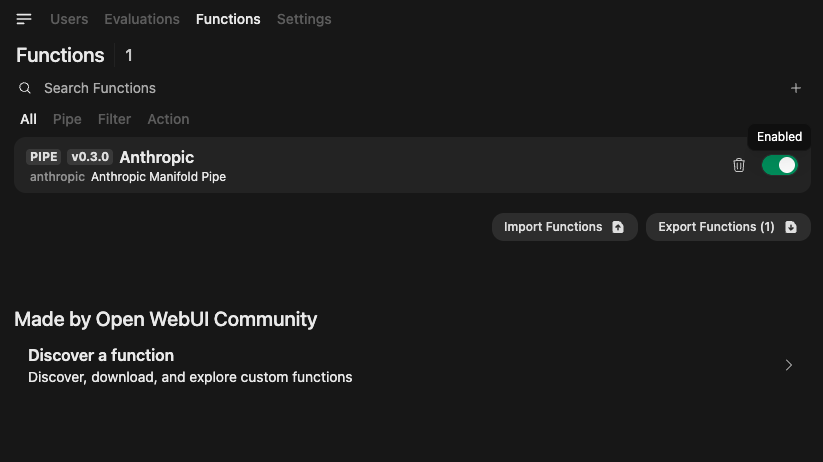 Users Evaluations Functions Settings
Functions 1
Search Functions
All Pipe Filter Action
Enabled
PIPE v0.3.0 Anthropic
anthropic Anthropic Manifold Pipe
Import Functions Export Functions (1)
Made by Open WebUI Community
Discover a function
Discover, download, and explore custom functions